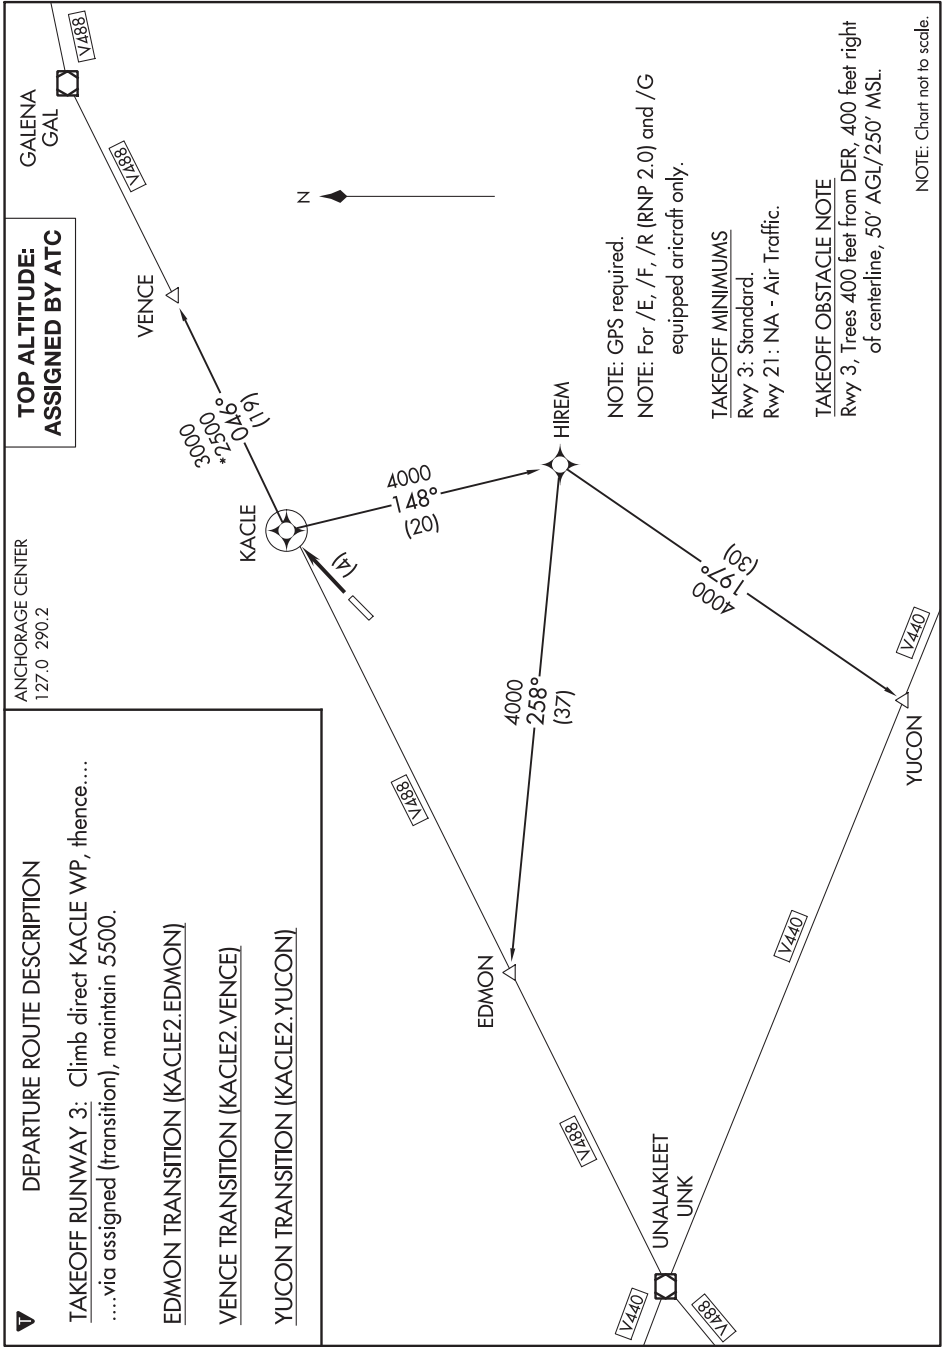 DEPARTURE ROUTE DESCRIPTION
T
TAKEOFF RUNWAY 3: Climb direct KACLE WP, thence....
....via assigned (transition), maintain 5500.
EDMON TRANSITION (KACLE2.EDMON)
VENCE TRANSITION (KACLE2.VENCE)
YUCON TRANSITION (KACLE2.YUCON)
ANCHORAGE CENTER
127.0 290.2
TOP ALTITUDE:
ASSIGNED BY ATC
GALENA
GAL
V488
V488
VENCE
3000
*2500
046°
(19)
KACLE
(4)
N
4000
148°
(20)
HIREM
V488
4000
258°
(37)
4000
197°
(30)
EDMON
V488
V440
YUCON
V440
UNALAKLEET
UNK
V440
V488
NOTE: GPS required.
NOTE: For /E, /F, /R (RNP 2.0) and /G
equipped aricraft only.
TAKEOFF MINIMUMS
Rwy 3: Standard.
Rwy 21: NA - Air Traffic.
TAKEOFF OBSTACLE NOTE
Rwy 3, Trees 400 feet from DER, 400 feet right
of centerline, 50' AGL/250' MSL.
NOTE: Chart not to scale.